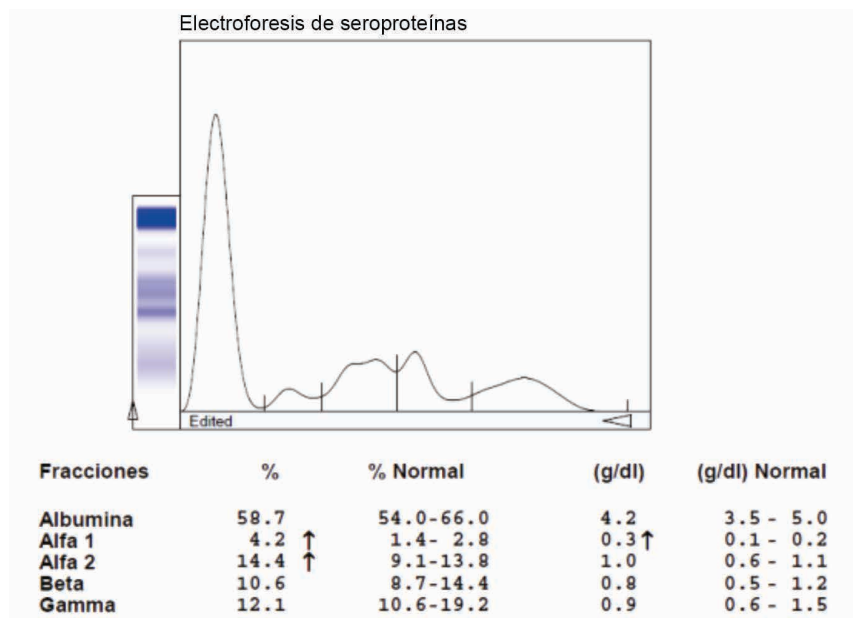 Electroforesis de seroproteínas
Edited
Fracciones % % Normal (g/dl) (g/dl) Normal
Albumina 58.7 54.0-66.0 4.2 3.5 - 5.0
Alfa 1 4.2 ↑ 1.4- 2.8 0.3↑ 0.1 - 0.2
Alfa 2 14.4 ↑ 9.1-13.8 1.0 0.6 - 1.1
Beta 10.6 8.7-14.4 0.8 0.5 - 1.2
Gamma 12.1 10.6-19.2 0.9 0.6 - 1.5